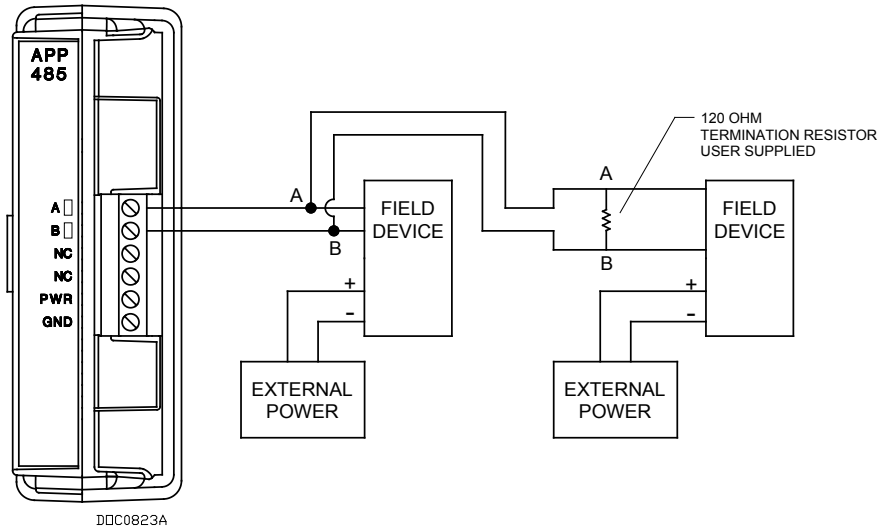 APP
485
A
B
NC
NC
PWR
GND
A
B
FIELD
DEVICE
+
-
EXTERNAL
POWER
120 OHM
TERMINATION RESISTOR
USER SUPPLIED
A
B
FIELD
DEVICE
+
-
EXTERNAL
POWER
DOC0823A